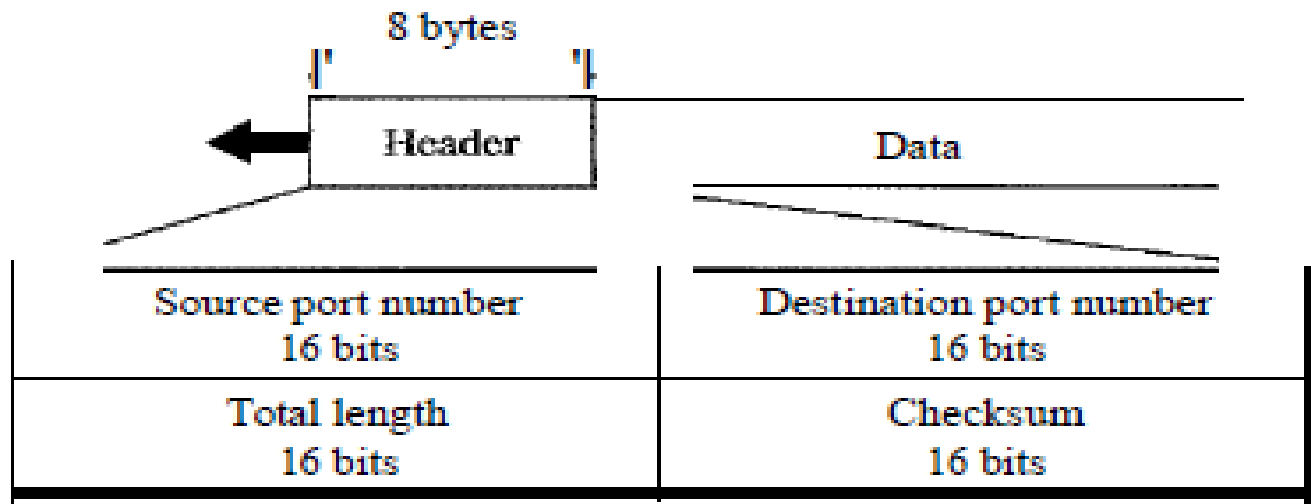 8 bytes
Header
Data
Source port number
16 bits
Destination port number
16 bits
Total length
16 bits
Checksum
16 bits